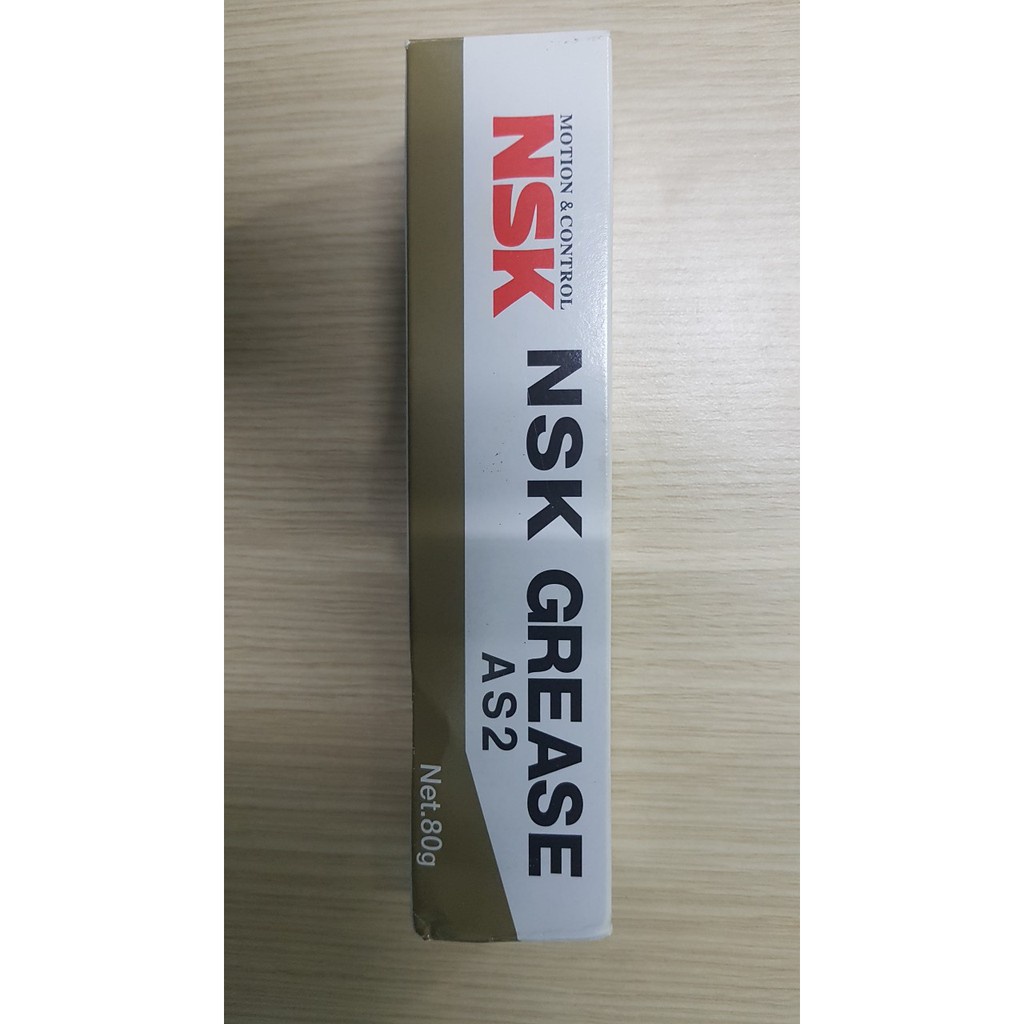 MOTION & CONTROL
NSK
NSK GREASE
AS2
Net.80g